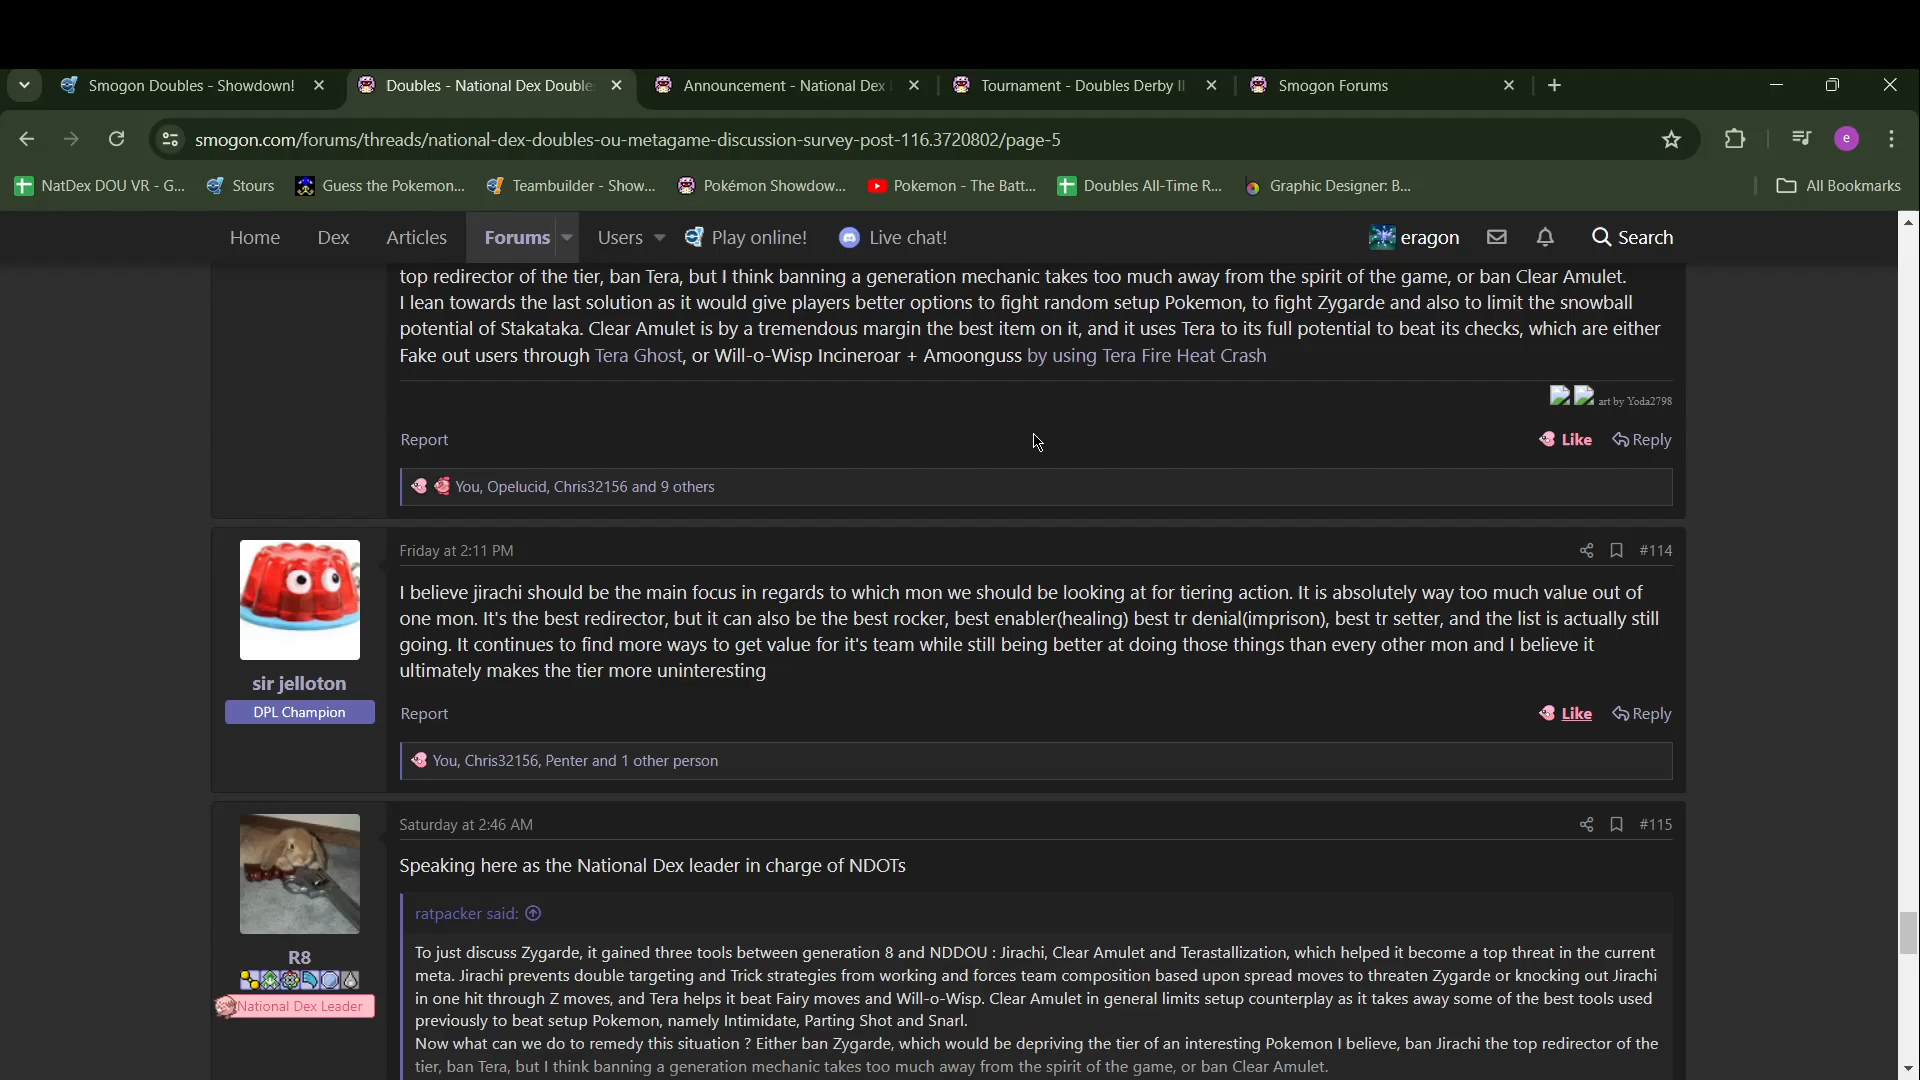 Smogon Doubles - Showdown!
Doubles - National Dex Double
Announcement - National Dex
Tournament - Doubles Derby II
Smogon Forums
smogon.com/forums/threads/national-dex-doubles-ou-metagame-discussion-survey-post-116.3720802/page-5
e
NatDex DOU VR - G...
Stours
Guess the Pokemon...
Teambuilder - Show...
Pokémon Showdow...
Pokemon - The Batt...
Doubles All-Time R...
Graphic Designer: B...
All Bookmarks
Home
Dex
Articles
Forums
Users
Play online!
Live chat!
eragon
Search
top redirector of the tier, ban Tera, but I think banning a generation mechanic takes too much away from the spirit of the game, or ban Clear Amulet.
I lean towards the last solution as it would give players better options to fight random setup Pokemon, to fight Zygarde and also to limit the snowball
potential of Stakataka. Clear Amulet is by a tremendous margin the best item on it, and it uses Tera to its full potential to beat its checks, which are either
Fake out users through Tera Ghost, or Will-o-Wisp Incineroar + Amoonguss by using Tera Fire Heat Crash
art by Yoda2798
Report
Like
Reply
You, Opelucid, Chris32156 and 9 others
Friday at 2:11 PM
#114
I believe jirachi should be the main focus in regards to which mon we should be looking at for tiering action. It is absolutely way too much value out of
one mon. It's the best redirector, but it can also be the best rocker, best enabler(healing) best tr denial(imprison), best tr setter, and the list is actually still
going. It continues to find more ways to get value for it's team while still being better at doing those things than every other mon and I believe it
ultimately makes the tier more uninteresting
sir jelloton
DPL Champion
Report
Like
Reply
You, Chris32156, Penter and 1 other person
Saturday at 2:46 AM
#115
Speaking here as the National Dex leader in charge of NDOTs
R8
National Dex Leader
ratpacker said:
To just discuss Zygarde, it gained three tools between generation 8 and NDDOU : Jirachi, Clear Amulet and Terastallization, which helped it become a top threat in the current
meta. Jirachi prevents double targeting and Trick strategies from working and forces team composition based upon spread moves to threaten Zygarde or knocking out Jirachi
in one hit through Z moves, and Tera helps it beat Fairy moves and Will-o-Wisp. Clear Amulet in general limits setup counterplay as it takes away some of the best tools used
previously to beat setup Pokemon, namely Intimidate, Parting Shot and Snarl.
Now what can we do to remedy this situation ? Either ban Zygarde, which would be depriving the tier of an interesting Pokemon I believe, ban Jirachi the top redirector of the
tier, ban Tera, but I think banning a generation mechanic takes too much away from the spirit of the game, or ban Clear Amulet.